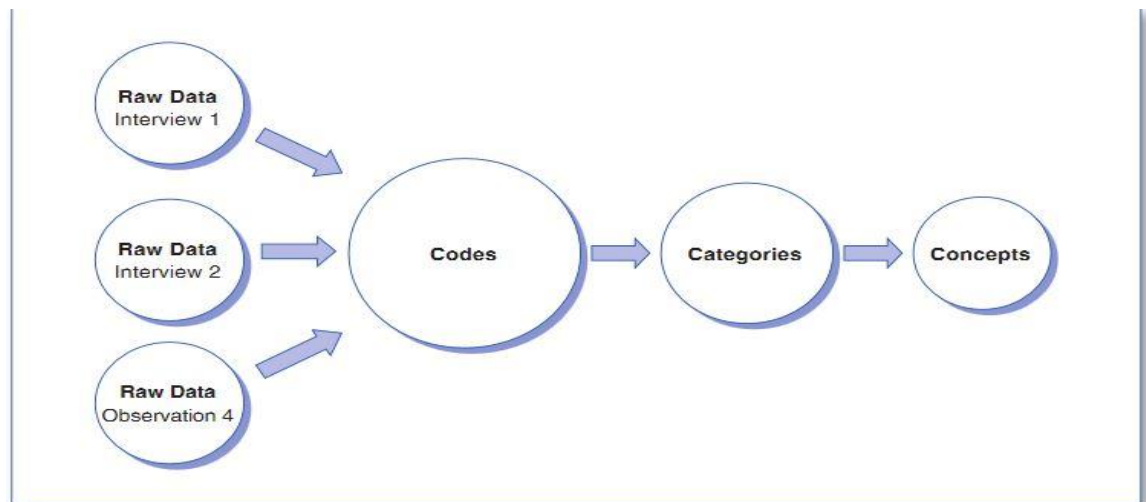 Raw Data
Interview 1
Raw Data
Interview 2
Raw Data
Observation 4
Codes
Categories
Concepts